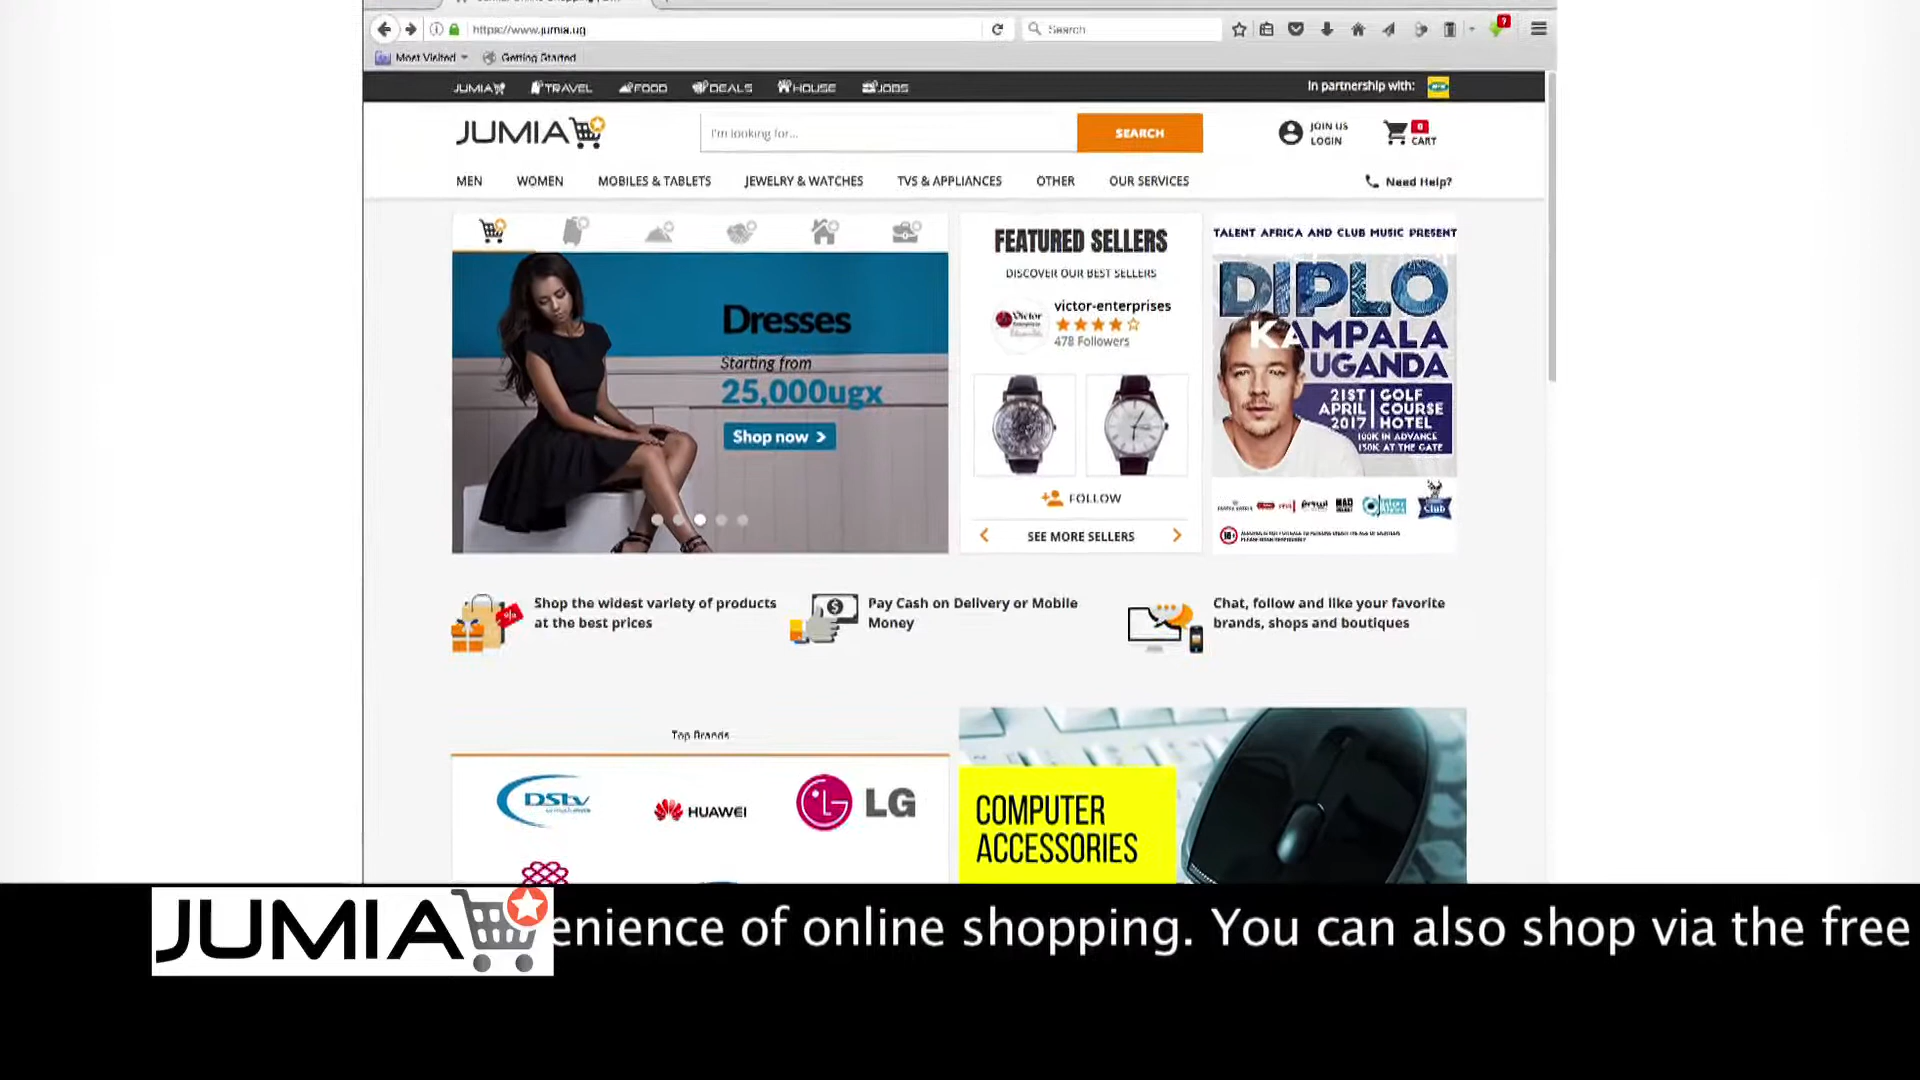 https://www.jumia.ug
Search
Most Visited
Getting Started
JUMIA
TRAVEL
FOOD
DEALS
HOUSE
JOBS
In partnership with:
JUMIA
I'm looking for...
SEARCH
JOIN US
LOGIN
0
CART
MEN
WOMEN
MOBILES & TABLETS
JEWELRY & WATCHES
TVS & APPLIANCES
OTHER
OUR SERVICES
Need Help?
Dresses
Starting from
25,000ugx
Shop now
FEATURED SELLERS
DISCOVER OUR BEST SELLERS
victor-enterprises
478 Followers
FOLLOW
SEE MORE SELLERS
TALENT AFRICA AND CLUB MUSIC PRESENT
DIPLO
KAMPALA
UGANDA
21ST
APRIL
2017
GOLF
COURSE
HOTEL
100K IN ADVANCE
150K AT THE GATE
Club
Shop the widest variety of products
at the best prices
Pay Cash on Delivery or Mobile
Money
Chat, follow and like your favorite
brands, shops and boutiques
Top Brands
DStv
HUAWEI
LG
COMPUTER
ACCESSORIES
JUMIA
enience of online shopping. You can also shop via the free